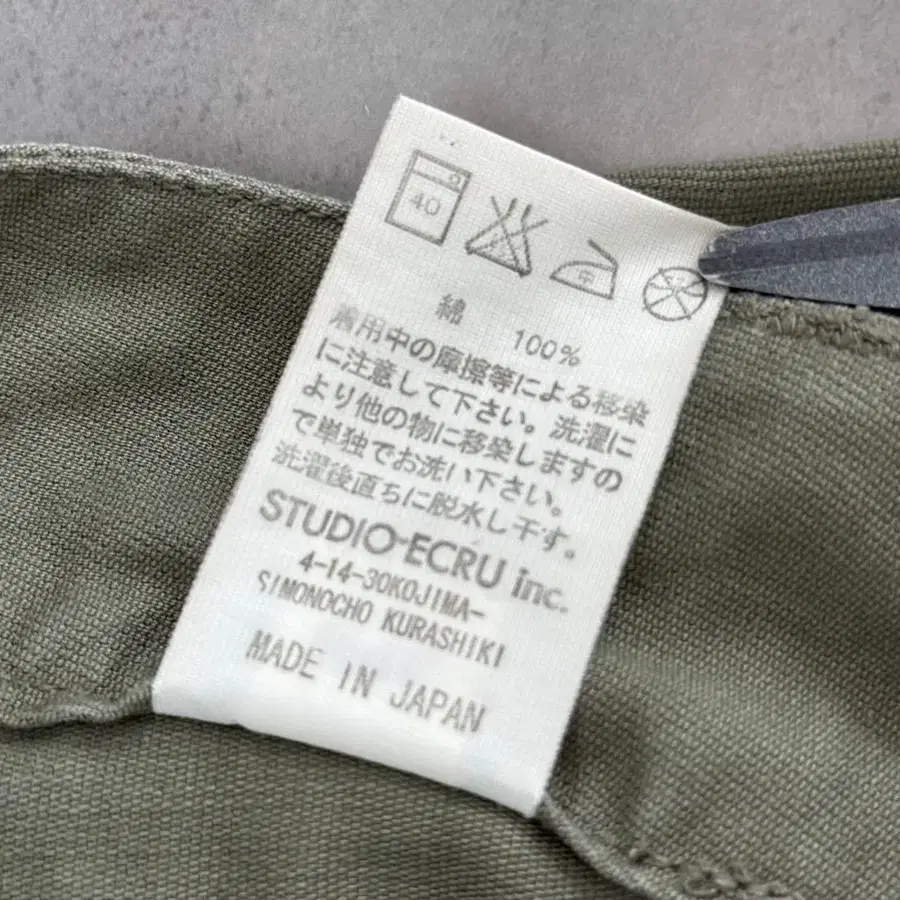 40
中
綿 100%
着用中の摩擦等による移染
に注意して下さい。洗濯に
より他の物に移染しますの
で単独でお洗い下さい。
洗濯後直ちに脱水し干す。
STUDIO-ECRU inc.
4-14-30KOJIMA-
SIMONOCHO KURASHIKI
MADE IN JAPAN